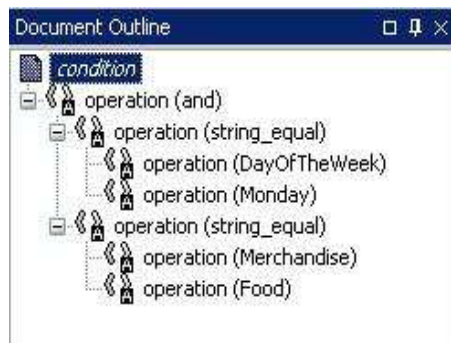 Document Outline
condition
operation (and)
operation (string_equal)
operation (DayOfTheWeek)
operation (Monday)
operation (string_equal)
operation (Merchandise)
operation (Food)